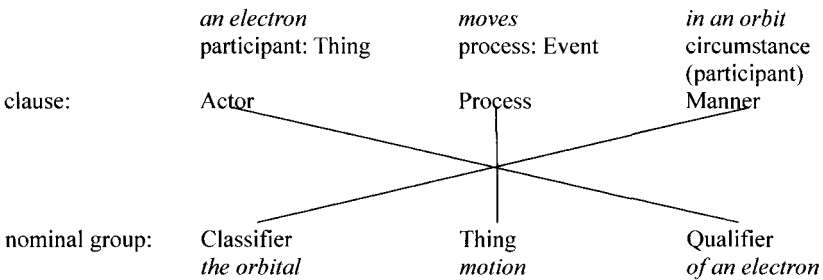 an electron moves in an orbit
participant: Thing process: Event circumstance
(participant)
clause: Actor Process Manner
nominal group: Classifier Thing Qualifier
the orbital motion of an electron